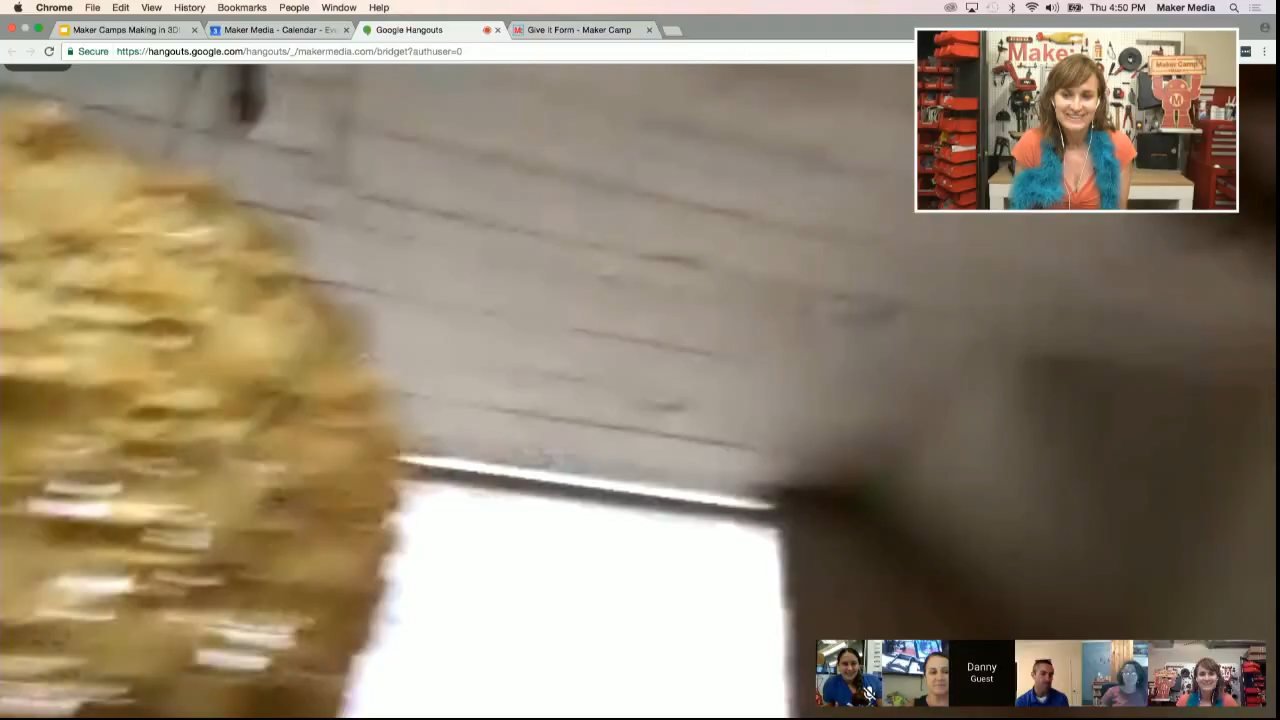 Chrome File Edit View History Bookmarks People Window Help Thu 4:50 PM Maker Media
Maker Camps Making in 3D! Maker Media - Calendar - Eve Google Hangouts Give it Form - Maker Camp
Secure https://hangouts.google.com/hangouts/_/makermedia.com/bridget?authuser=0
Make:
Maker Camp
M
Danny
Guest